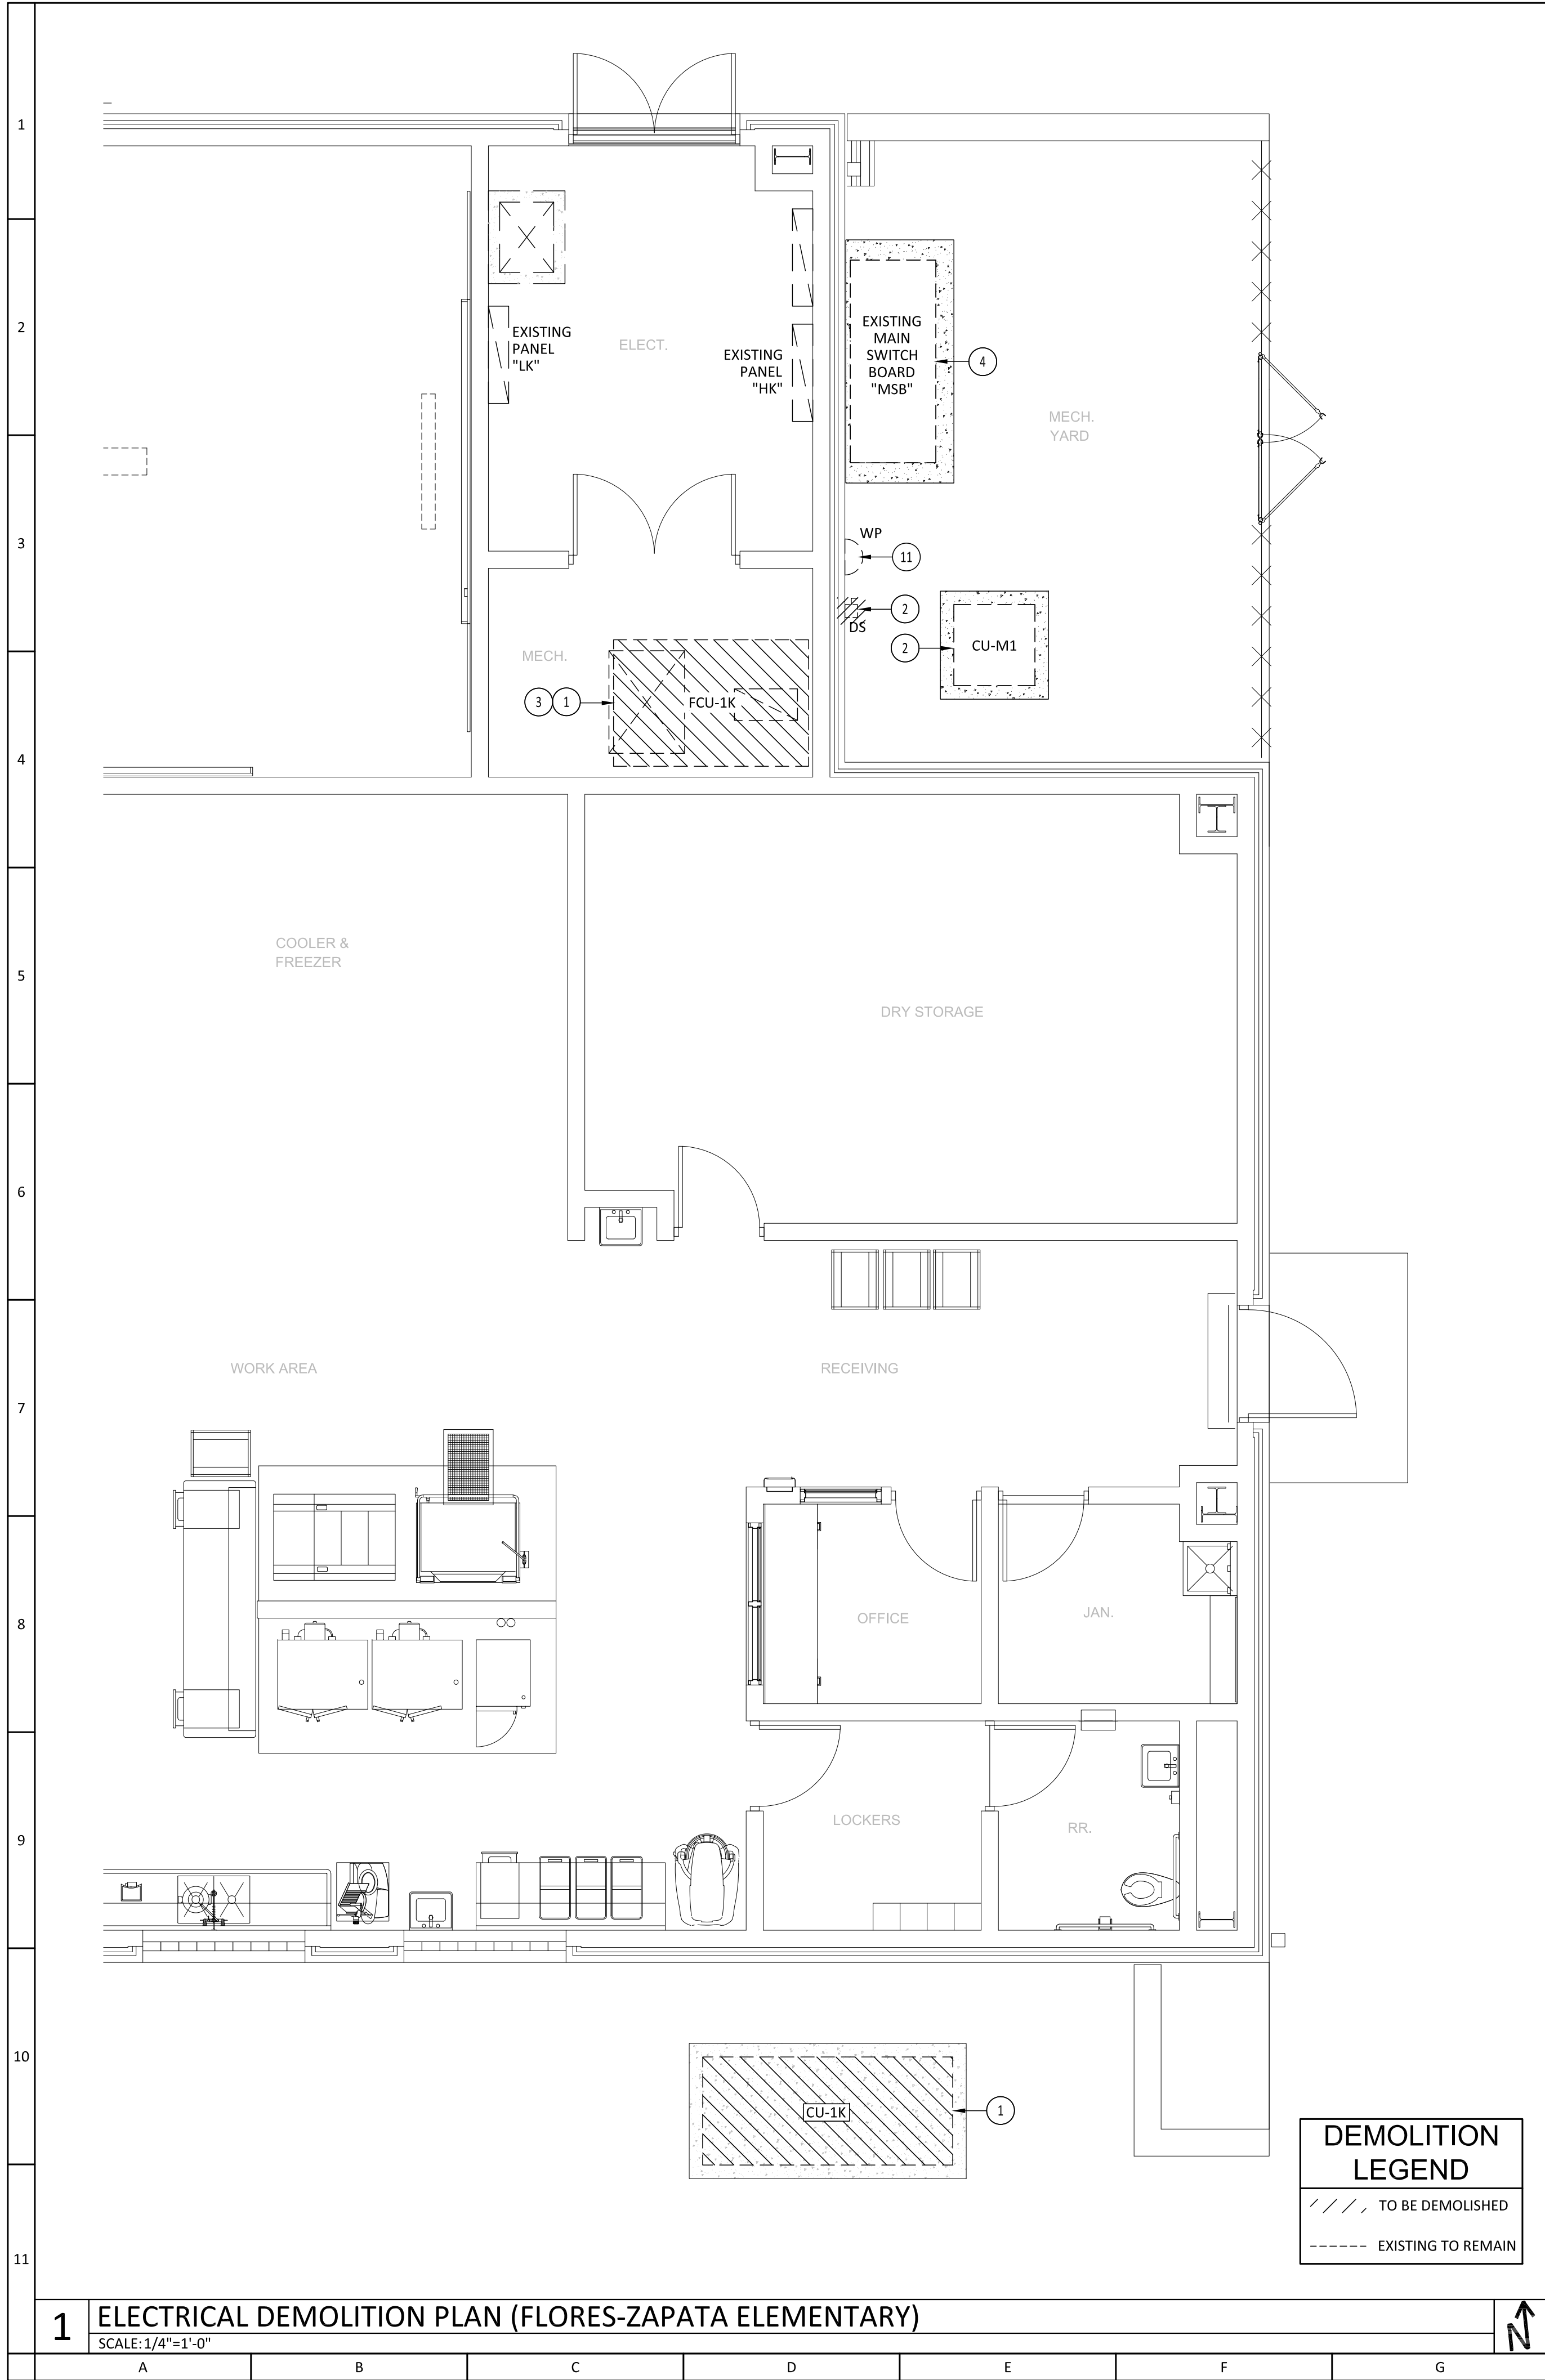 1
2
3
4
5
6
7
8
9
10
11
EXISTING
PANEL
"LK"
ELECT.
EXISTING
PANEL
"HK"
EXISTING
MAIN
SWITCH
BOARD
"MSB"
4
MECH.
YARD
WP
11
2
DS
2
CU-M1
MECH.
3
1
FCU-1K
COOLER &
FREEZER
DRY STORAGE
WORK AREA
RECEIVING
OFFICE
JAN.
LOCKERS
RR.
CU-1K
1
DEMOLITION
LEGEND
TO BE DEMOLISHED
EXISTING TO REMAIN
1
ELECTRICAL DEMOLITION PLAN (FLORES-ZAPATA ELEMENTARY)
SCALE: 1/4"=1'-0"
N
A
B
C
D
E
F
G